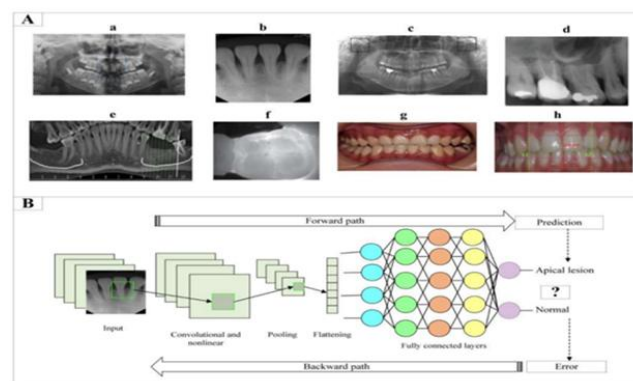 A
a b c d
e f g h
B
Forward path
Prediction
Apical lesion
?
Normal
Input
Convolutional and
nonlinear
Pooling
Flattening
Fully connected layers
Backward path
Error